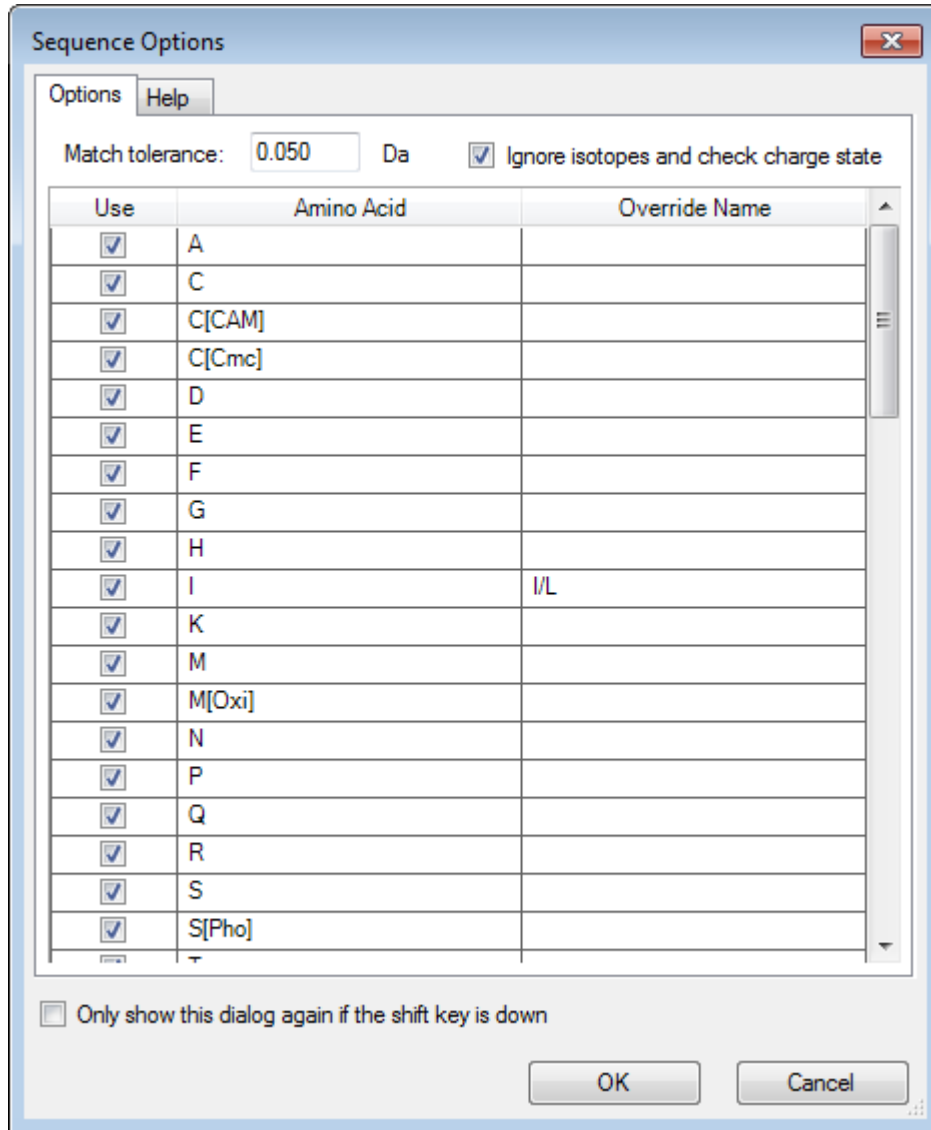 Sequence Options
Options Help
Match tolerance: 0.050 Da Ignore isotopes and check charge state
Use Amino Acid Override Name
A
C
C[CAM]
C[Cmc]
D
E
F
G
H
I I/L
K
M
M[Oxi]
N
P
Q
R
S
S[Pho]
T
Only show this dialog again if the shift key is down
OK Cancel